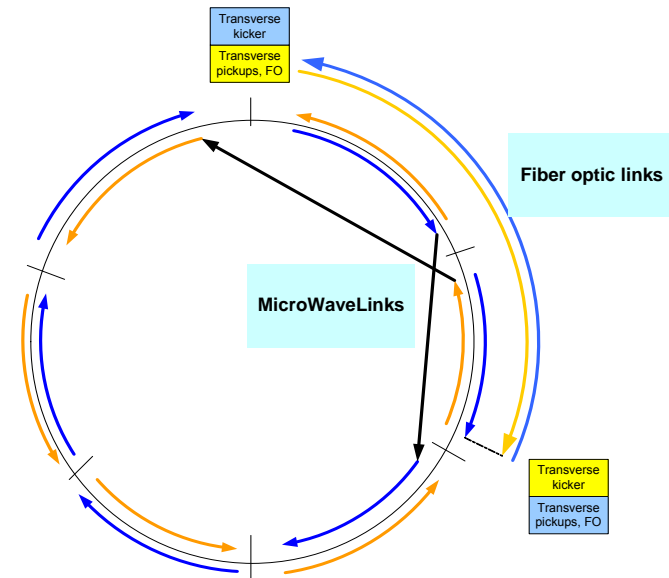 Transverse
kicker
Transverse
pickups, FO
Fiber optic links
MicroWaveLinks
Transverse
kicker
Transverse
pickups, FO